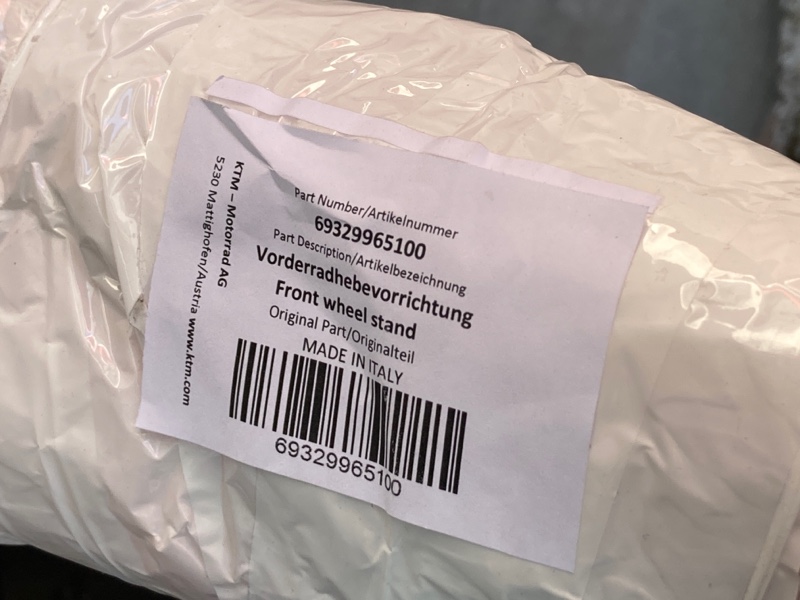 Part Number/Artikelnummer
69329965100
Part Description/Artikelbezeichnung
Vorderradhebevorrichtung
Front wheel stand
Original Part/Originalteil
MADE IN ITALY
69329965100
KTM – Motorrad AG
5230 Mattighofen/Austria www.ktm.com